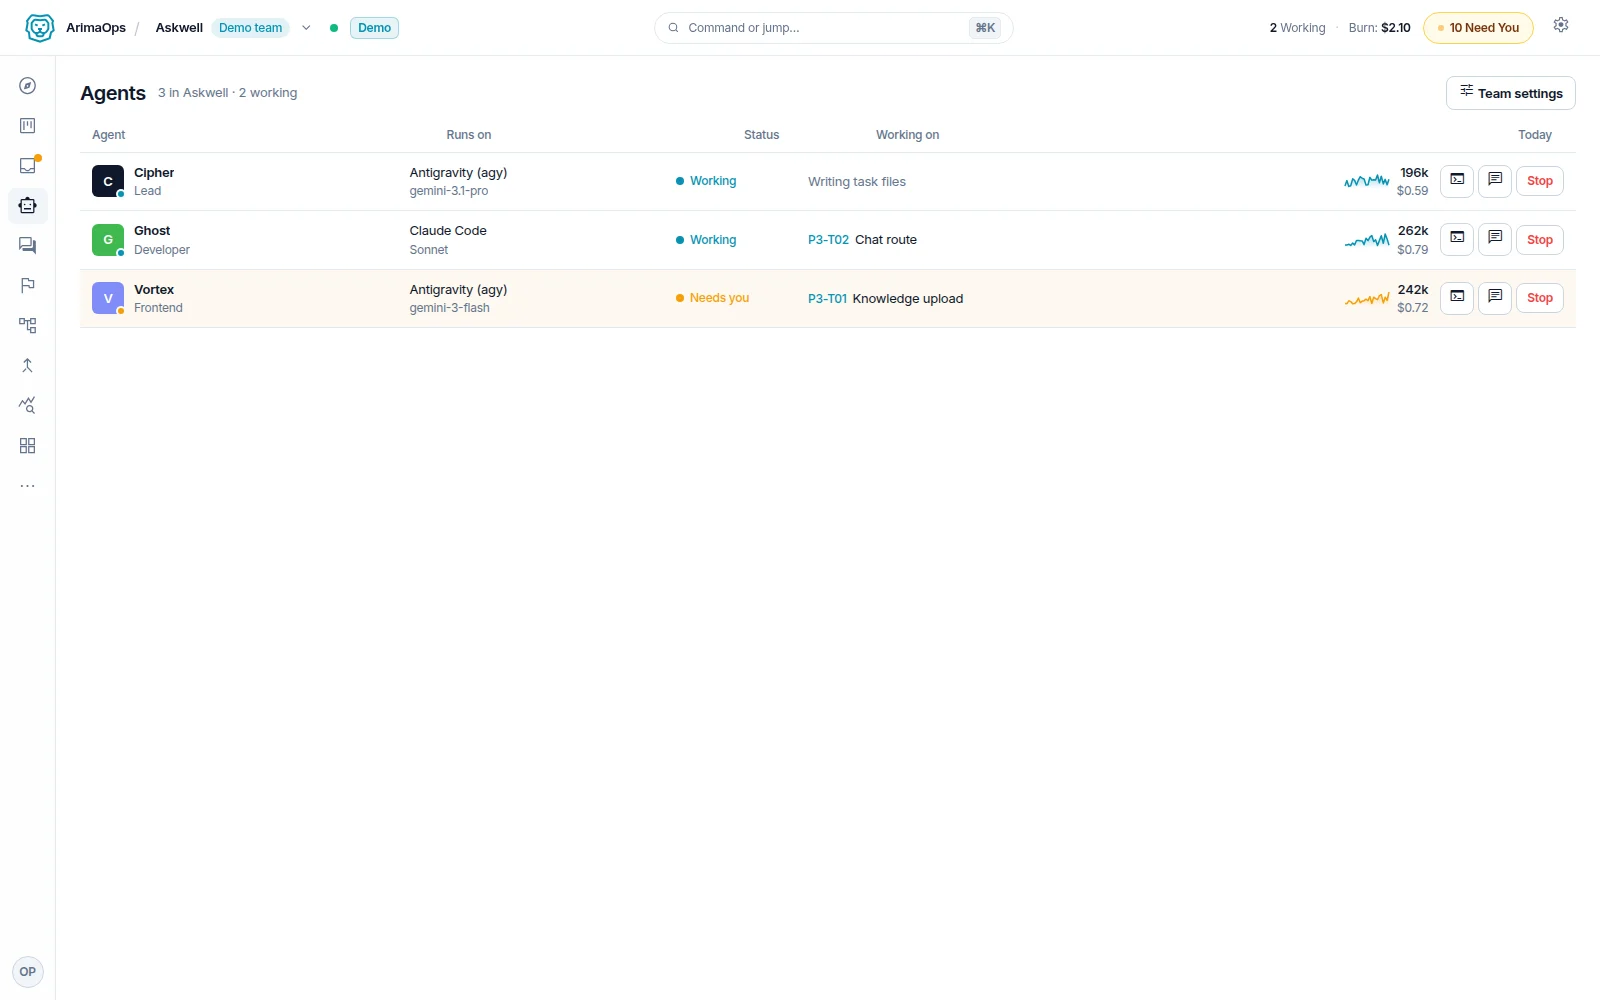 ArimaOps / Askwell Demo team Demo Command or jump... ⌘K 2 Working · Burn: $2.10 10 Need You
Agents 3 in Askwell · 2 working Team settings
Agent Runs on Status Working on Today
C Cipher Antigravity (agy) Working Writing task files 196k Stop
Lead gemini-3.1-pro $0.59
G Ghost Claude Code Working P3-T02 Chat route 262k Stop
Developer Sonnet $0.79
V Vortex Antigravity (agy) Needs you P3-T01 Knowledge upload 242k Stop
Frontend gemini-3-flash $0.72
OP